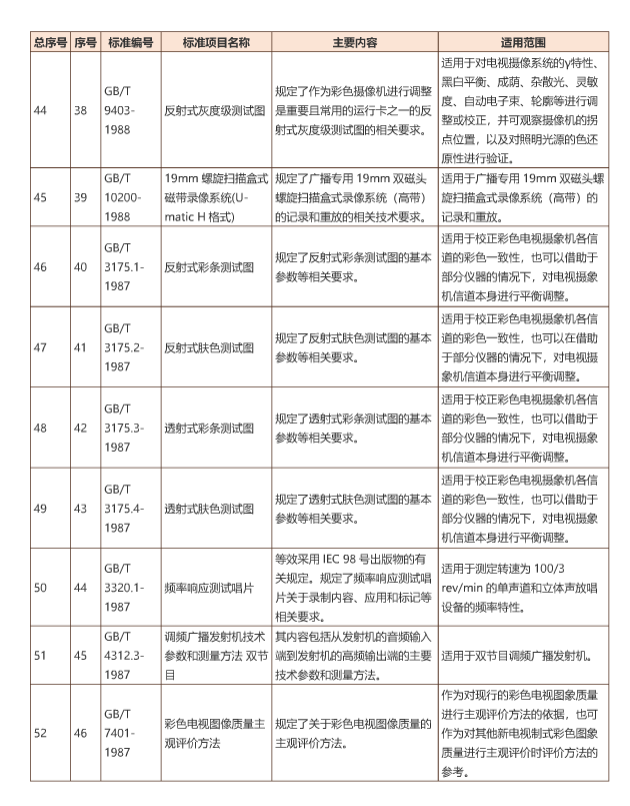 总序号 序号 标准编号 标准项目名称 主要内容 适用范围
44 38 GB/T 9403-1988 反射式灰度级测试图 规定了作为彩色摄像机进行调整是重要且常用的运行卡之一的反射式灰度级测试图的相关要求。 适用于对电视摄像系统的γ特性、黑白平衡、成荫、杂散光、灵敏度、自动电子束、轮廓等进行调整或校正，并可观察摄像机的拐点位置，以及对照明光源的色还原性进行验证。
45 39 GB/T 10200-1988 19mm 螺旋扫描盒式磁带录像系统(U-matic H 格式) 规定了广播专用 19mm 双磁头螺旋扫描盒式录像系统（高带）的记录和重放的相关技术要求。 适用于广播专用 19mm 双磁头螺旋扫描盒式录像系统（高带）的记录和重放。
46 40 GB/T 3175.1-1987 反射式彩条测试图 规定了反射式彩条测试图的基本参数等相关要求。 适用于校正彩色电视摄象机各信道的彩色一致性，也可以借助于部分仪器的情况下，对电视摄象机信道本身进行平衡调整。
47 41 GB/T 3175.2-1987 反射式肤色测试图 规定了反射式肤色测试图的基本参数等相关要求。 适用于校正彩色电视摄象机各信道的彩色一致性，也可以在借助于部分仪器的情况下，对电视摄象机信道本身进行平衡调整。
48 42 GB/T 3175.3-1987 透射式彩条测试图 规定了透射式彩条测试图的基本参数等相关要求。 适用于校正彩色电视摄象机各信道的彩色一致性，也可以借助于部分仪器的情况下，对电视摄象机信道本身进行平衡调整。
49 43 GB/T 3175.4-1987 透射式肤色测试图 规定了透射式肤色测试图的基本参数等相关要求。 适用于校正彩色电视摄象机各信道的彩色一致性，也可以借助于部分仪器的情况下，对电视摄象机信道本身进行平衡调整。
50 44 GB/T 3320.1-1987 频率响应测试唱片 等效采用 IEC 98 号出版物的有关规定。规定了频率响应测试唱片关于录制内容、应用和标记等相关要求。 适用于测定转速为 100/3 rev/min 的单声道和立体声放唱设备的频率特性。
51 45 GB/T 4312.3-1987 调频广播发射机技术参数和测量方法 双节目 其内容包括从发射机的音频输入端到发射机的高频输出端的主要技术参数和测量方法。 适用于双节目调频广播发射机。
52 46 GB/T 7401-1987 彩色电视图像质量主观评价方法 规定了关于彩色电视图像质量的主观评价方法。 作为对现行的彩色电视图象质量进行主观评价方法的依据，也可作为对其他新电视制式彩色图象质量进行主观评价时评价方法的参考。